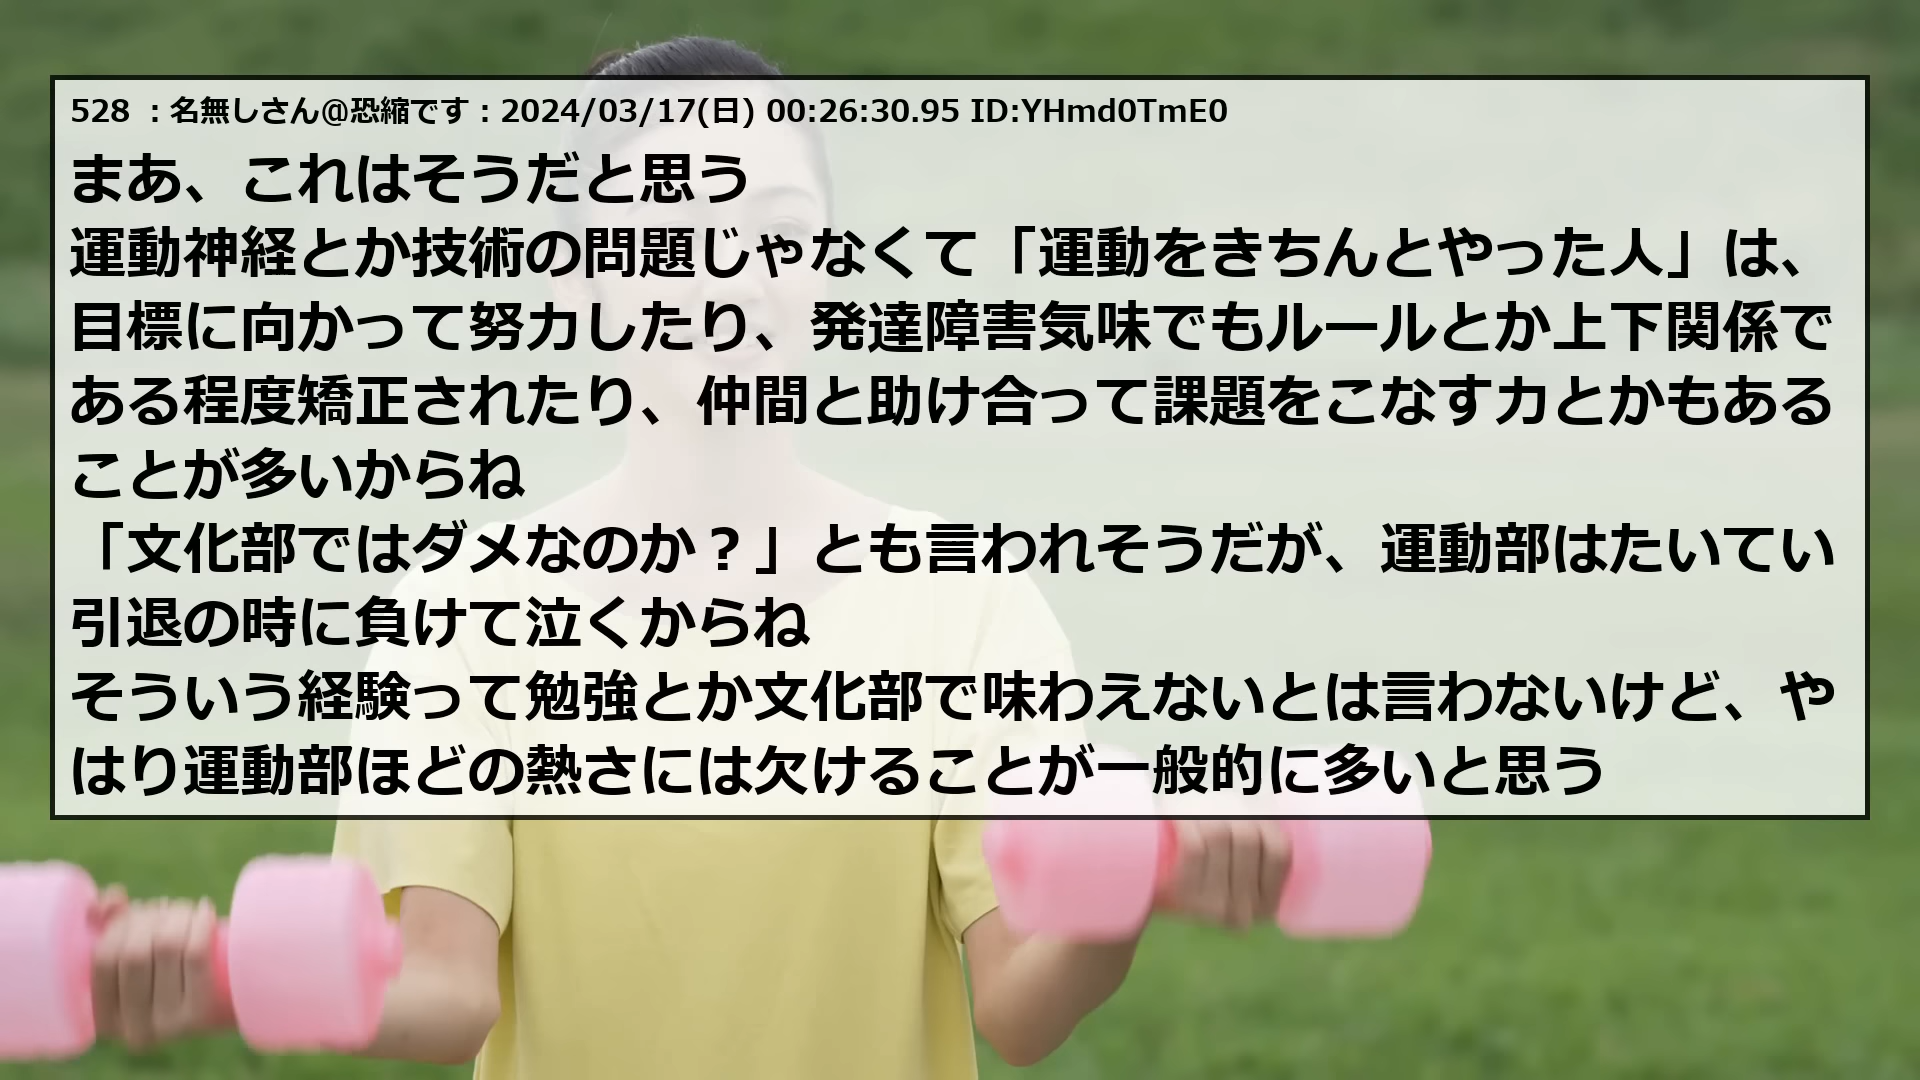 528 ：名無しさん@恐縮です：2024/03/17(日) 00:26:30.95 ID:YHmd0TmE0
まあ、これはそうだと思う
運動神経とか技術の問題じゃなくて「運動をきちんとやった人」は、
目標に向かって努力したり、発達障害気味でもルールとか上下関係で
ある程度矯正されたり、仲間と助け合って課題をこなす力とかもある
ことが多いからね
「文化部ではダメなのか？」とも言われそうだが、運動部はたいてい
引退の時に負けて泣くからね
そういう経験って勉強とか文化部で味わえないとは言わないけど、や
はり運動部ほどの熱さには欠けることが一般的に多いと思う